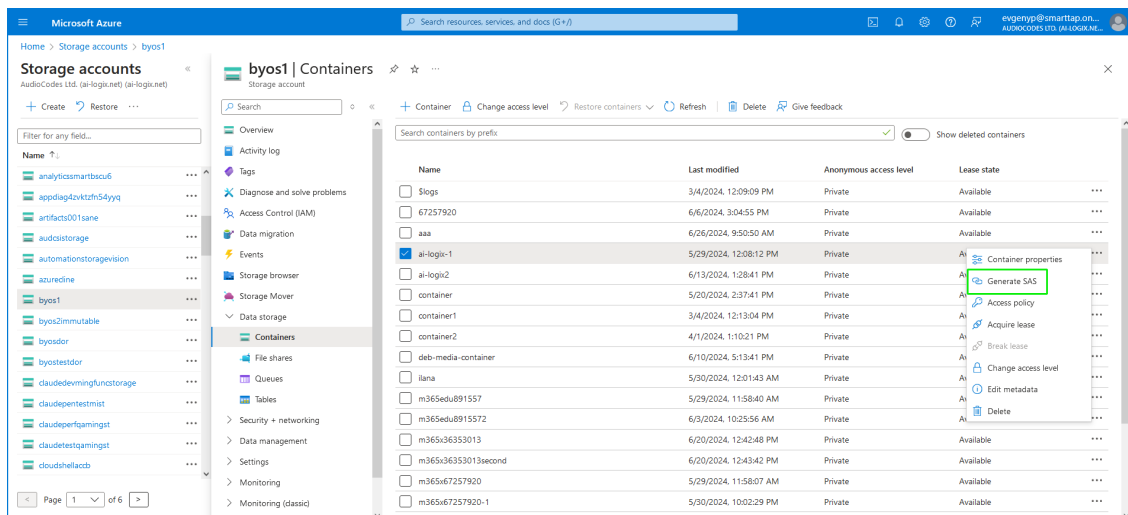 Microsoft Azure
Search resources, services, and docs (G+/)
evgenyp@smarttap.on...
AUDIOCODES LTD. (AI-LOGIX.NE...
Home > Storage accounts > byos1
Storage accounts
AudioCodes Ltd. (ai-logix.net) (ai-logix.net)
+ Create Restore ...
Filter for any field...
Name ↑↓
analyticssmartbscu6
appdiag4zvktzfn54yyq
artifacts001sane
audcsistorage
automationstoragevision
azuredine
byos1
byos2immutable
byosdor
byostestdor
claudedevmingfuncstorage
claudepentestmist
claudeperfqamingst
claudetestqamingst
cloudshellaccb
< Page 1 of 6 >
byos1 | Containers ...
Storage account
Search
Overview
Activity log
Tags
Diagnose and solve problems
Access Control (IAM)
Data migration
Events
Storage browser
Storage Mover
Data storage
Containers
File shares
Queues
Tables
Security + networking
Data management
Settings
Monitoring
Monitoring (classic)
+ Container Change access level Restore containers Refresh Delete Give feedback
Search containers by prefix
Show deleted containers
Name Last modified Anonymous access level Lease state
$logs 3/4/2024, 12:09:09 PM Private Available ...
67257920 6/6/2024, 3:04:55 PM Private Available ...
aaa 6/26/2024, 9:50:50 AM Private Available ...
ai-logix-1 5/29/2024, 12:08:12 PM Private ...
ai-logix2 6/13/2024, 1:28:41 PM Private
container 5/20/2024, 2:37:41 PM Private
container1 3/4/2024, 12:13:04 PM Private
container2 4/1/2024, 1:10:21 PM Private
deb-media-container 6/10/2024, 5:13:41 PM Private
ilana 5/30/2024, 12:01:43 AM Private
m365edu891557 5/29/2024, 11:58:40 AM Private
m365edu8915572 6/3/2024, 10:25:56 AM Private
m365x36353013 6/20/2024, 12:42:48 PM Private Available ...
m365x36353013second 6/20/2024, 12:43:42 PM Private Available ...
m365x67257920 5/29/2024, 11:58:07 AM Private Available ...
m365x67257920-1 5/30/2024, 10:02:29 PM Private Available ...
Container properties
Generate SAS
Access policy
Acquire lease
Break lease
Change access level
Edit metadata
Delete